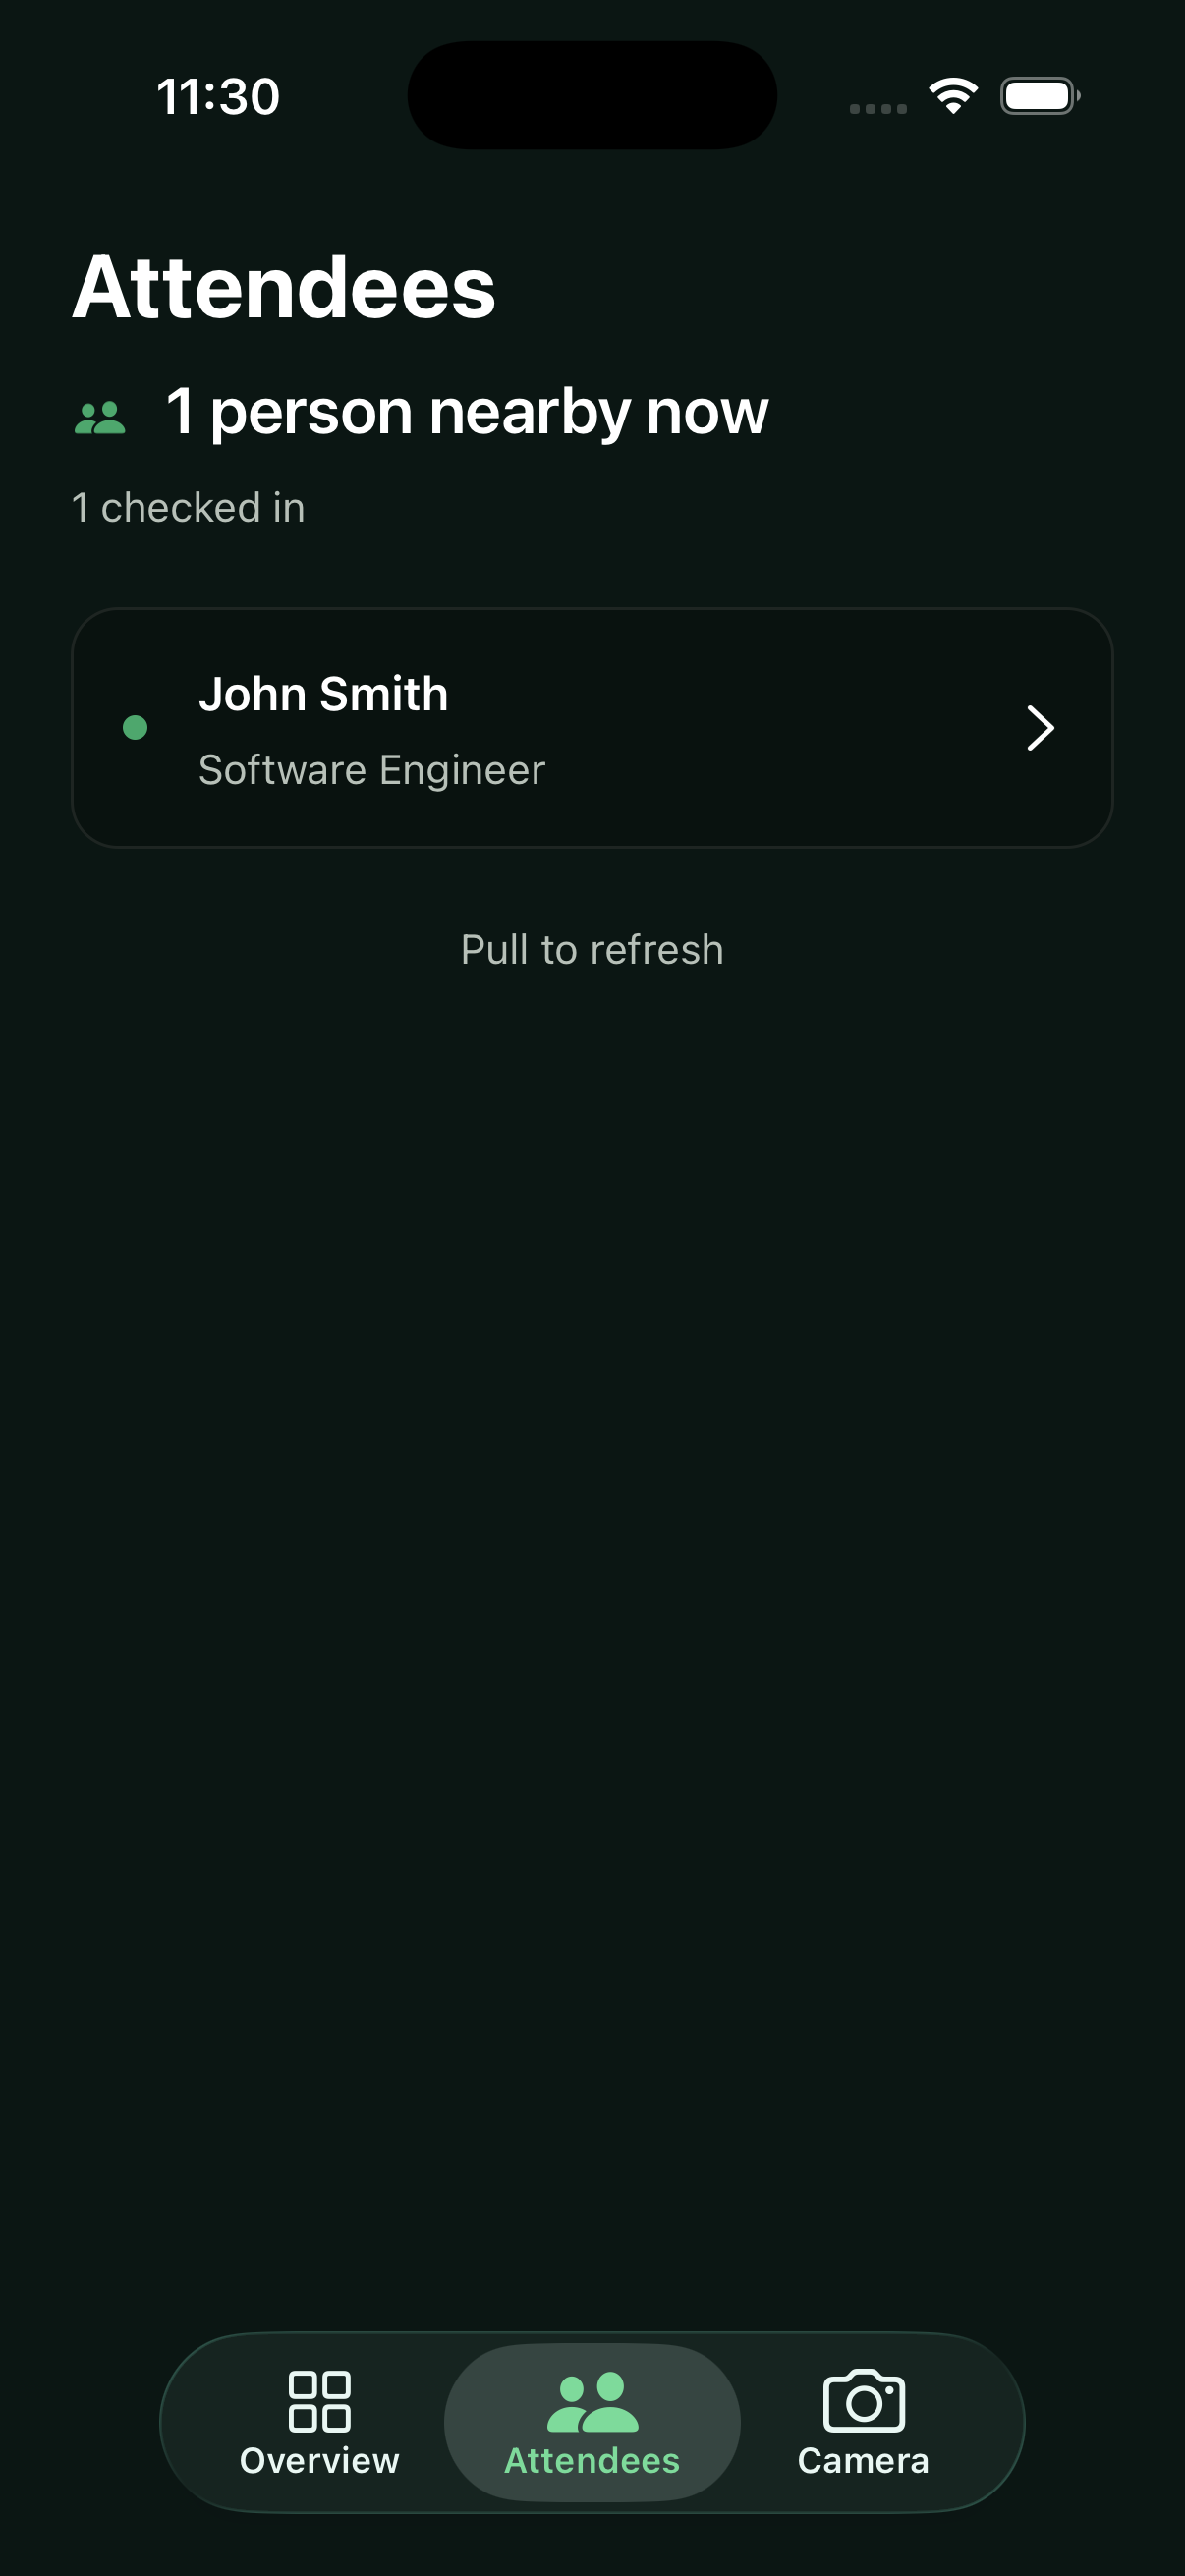 11:30
Attendees
1 person nearby now
1 checked in
John Smith
Software Engineer
Pull to refresh
Overview
Attendees
Camera